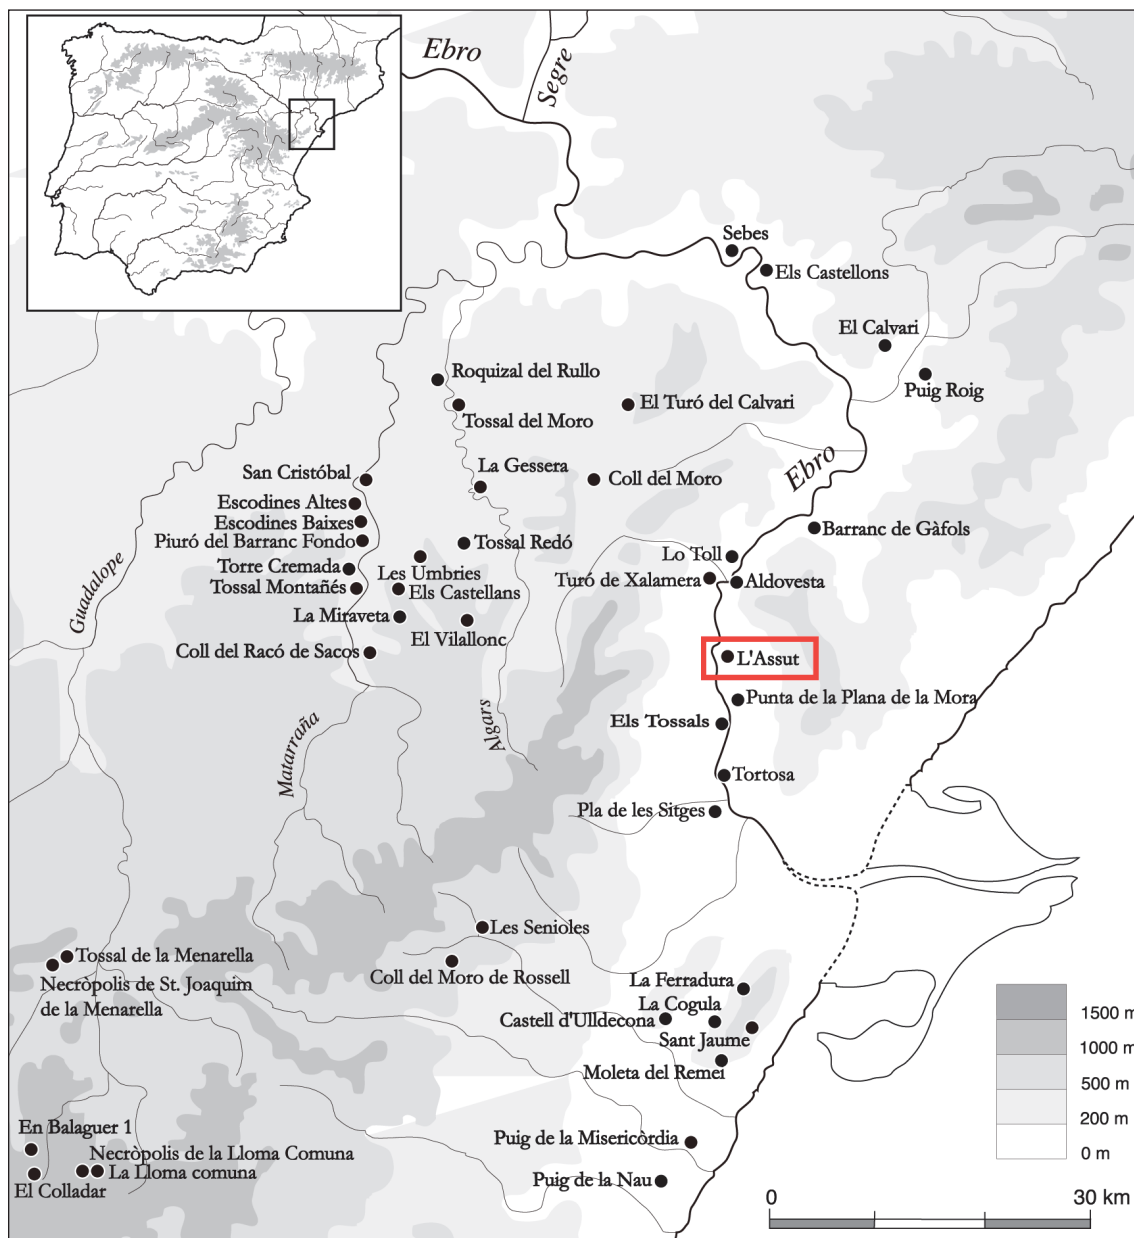 Ebro
Segre
Sebes
Els Castellons
El Calvari
Puig Roig
Roquizal del Rullo
Tossal del Moro
El Turó del Calvari
Ebro
La Gessera
Coll del Moro
San Cristóbal
Escodines Altes
Escodines Baixes
Piuró del Barranc Fondo
Torre Cremada
Tossal Montañés
Tossal Redó
Les Umbries
Els Castellans
La Miraveta
El Vilallonc
Coll del Racó de Sacos
Barranc de Gàfols
Lo Toll
Turó de Xalamera
Aldovesta
L'Assut
Punta de la Plana de la Mora
Els Tossals
Tortosa
Pla de les Sitges
Guadalope
Matarraña
Algars
Les Senioles
Coll del Moro de Rossell
Tossal de la Menarella
Necròpolis de St. Joaquim
de la Menarella
La Ferradura
La Cogula
Castell d'Ulldecona
Sant Jaume
Moleta del Remei
Puig de la Misericòrdia
Puig de la Nau
En Balaguer 1
Necròpolis de la Lloma Comuna
La Lloma comuna
El Colladar
1500 m
1000 m
500 m
200 m
0 m
0 30 km